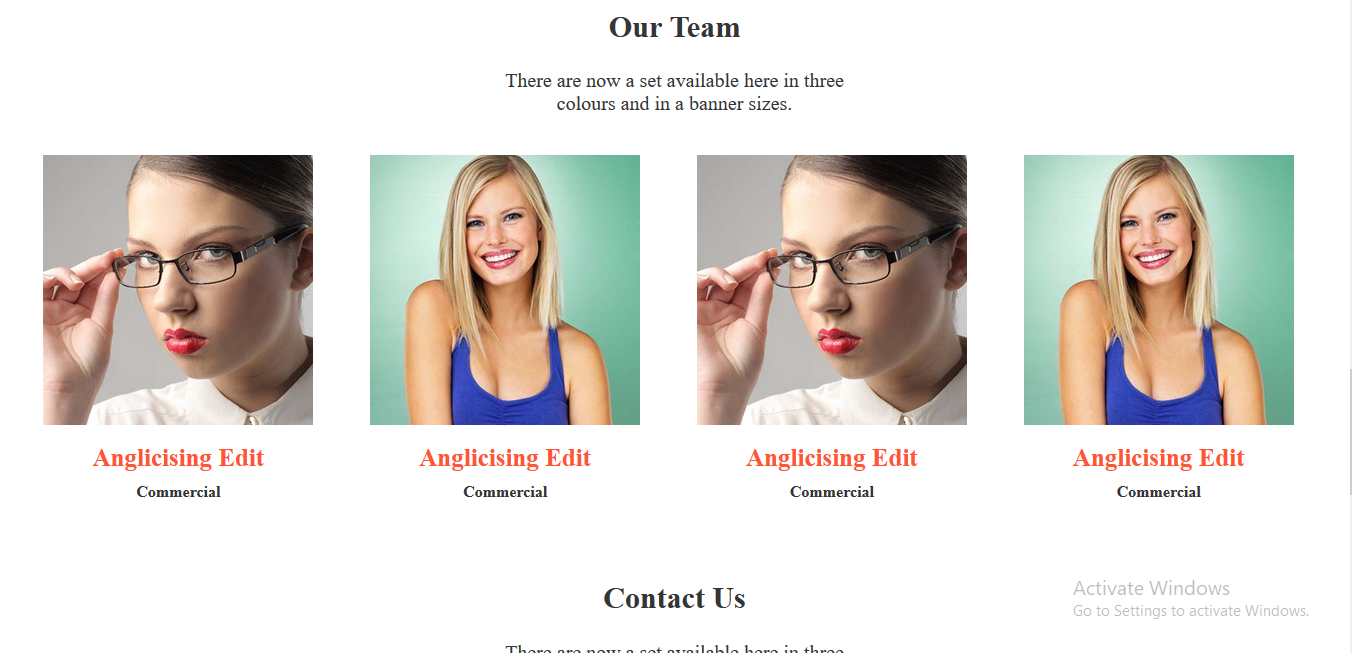 Our Team
There are now a set available here in three
colours and in a banner sizes.
Anglicising Edit
Commercial
Anglicising Edit
Commercial
Anglicising Edit
Commercial
Anglicising Edit
Commercial
Contact Us
Activate Windows
Go to Settings to activate Windows.
There are now a set available here in three